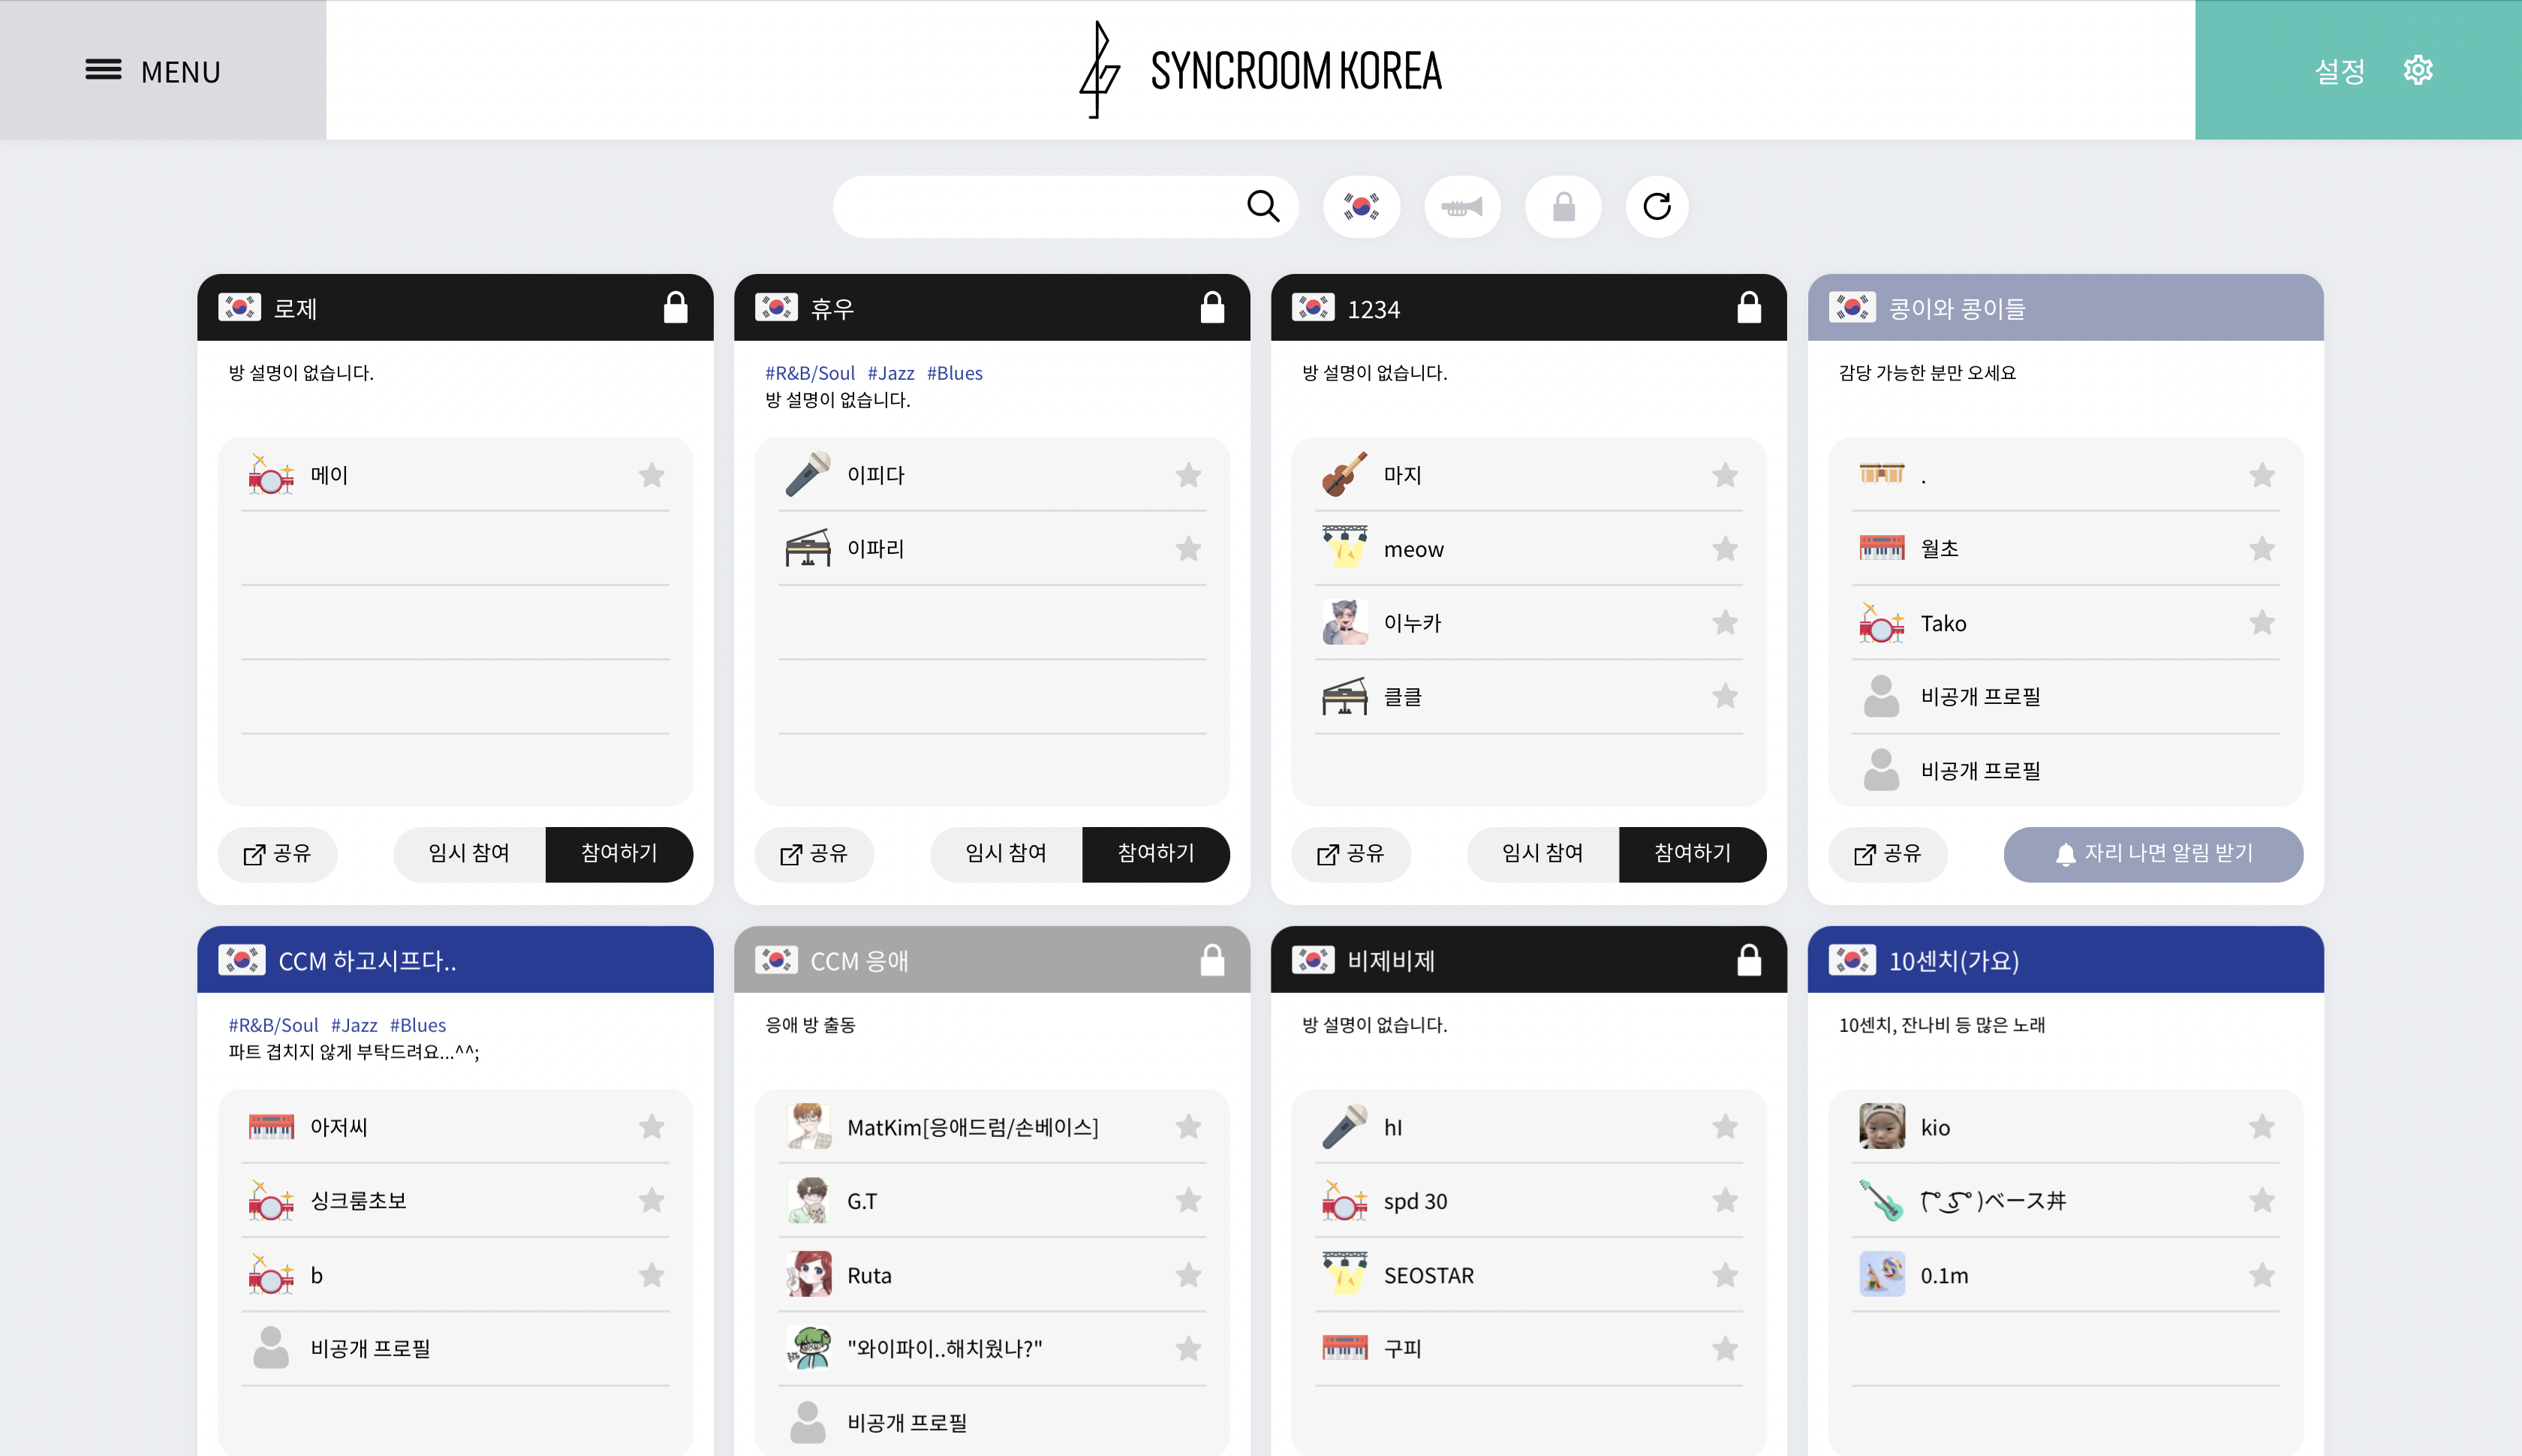 MENU
SYNCROOM KOREA
설정
로제
방 설명이 없습니다.
메이
공유
임시 참여
참여하기
휴우
#R&B/Soul #Jazz #Blues
방 설명이 없습니다.
이피다
이파리
공유
임시 참여
참여하기
1234
방 설명이 없습니다.
마지
meow
이누카
클클
공유
임시 참여
참여하기
콩이와 콩이들
감당 가능한 분만 오세요
.
월초
Tako
비공개 프로필
비공개 프로필
공유
자리 나면 알림 받기
CCM 하고시프다..
#R&B/Soul #Jazz #Blues
파트 겹치지 않게 부탁드려요...^^;
아저씨
싱크룸초보
b
비공개 프로필
CCM 응애
응애 방 출동
MatKim[응애드럼/손베이스]
G.T
Ruta
"와이파이..해치웠나?"
비공개 프로필
비제비제
방 설명이 없습니다.
hI
spd 30
SEOSTAR
구피
10센치(가요)
10센치, 잔나비 등 많은 노래
kio
( ͡° ͜ʖ ͡°)ベース丼
0.1m